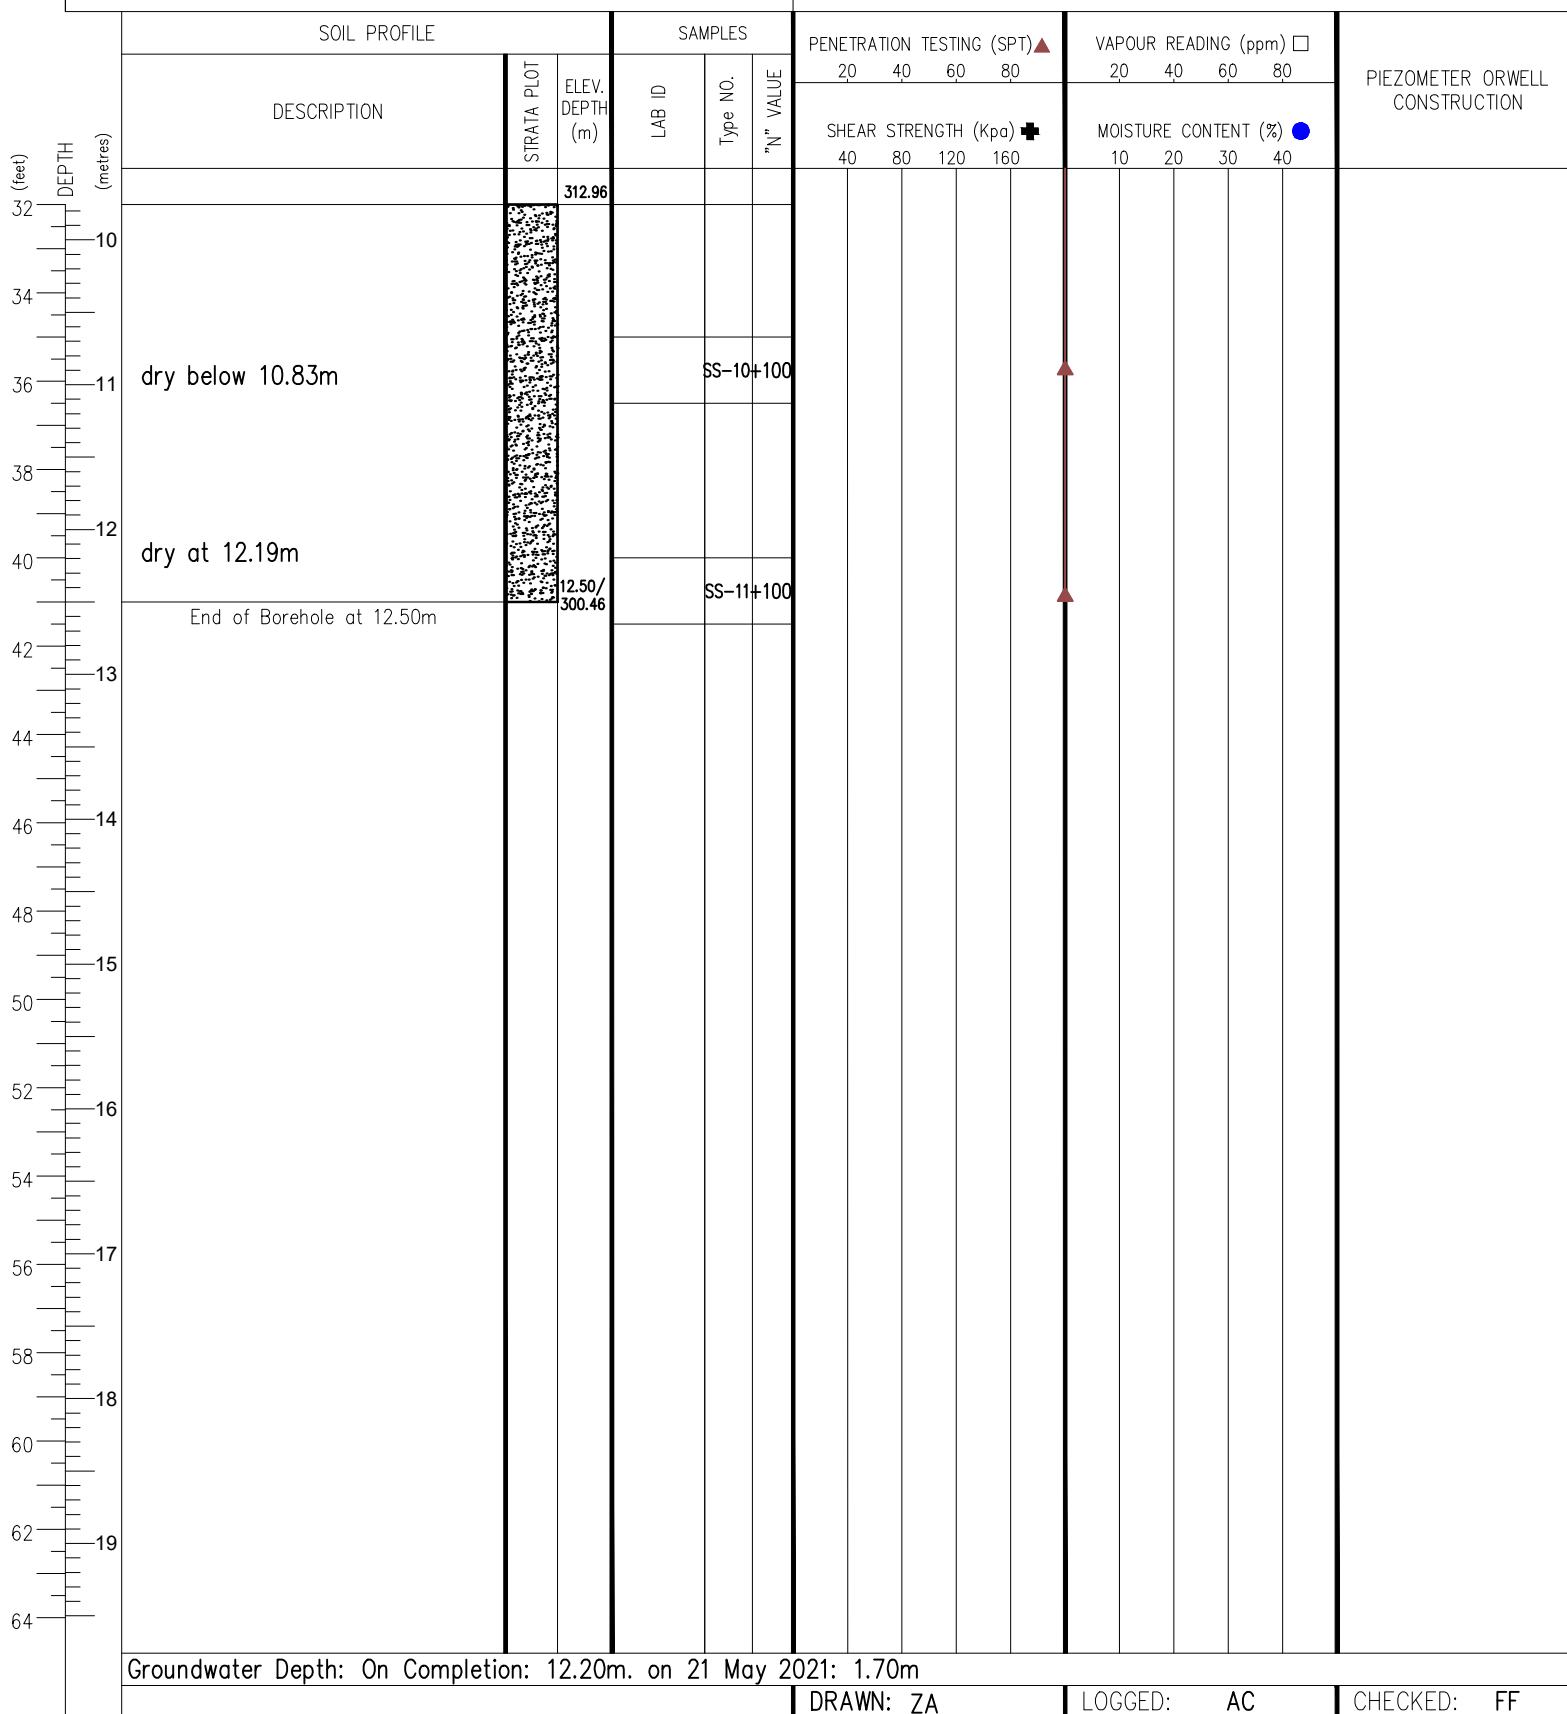 SOIL PROFILE
SAMPLES
PENETRATION TESTING (SPT)
20 40 60 80
SHEAR STRENGTH (Kpa)
40 80 120 160
VAPOUR READING (ppm)
20 40 60 80
MOISTURE CONTENT (%)
10 20 30 40
PIEZOMETER ORWELL
CONSTRUCTION
(feet)
DEPTH
(metres)
DESCRIPTION
STRATA PLOT
ELEV.
DEPTH
(m)
LAB ID
Type NO.
"N" VALUE
312.96
32
10
34
dry below 10.83m
SS-10+100
36
11
38
12
dry at 12.19m
40
12.50/
300.46
SS-11+100
End of Borehole at 12.50m
42
13
44
14
46
48
15
50
52
16
54
17
56
58
18
60
62
19
64
Groundwater Depth: On Completion: 12.20m. on 21 May 2021: 1.70m
DRAWN: ZA
LOGGED: AC
CHECKED: FF